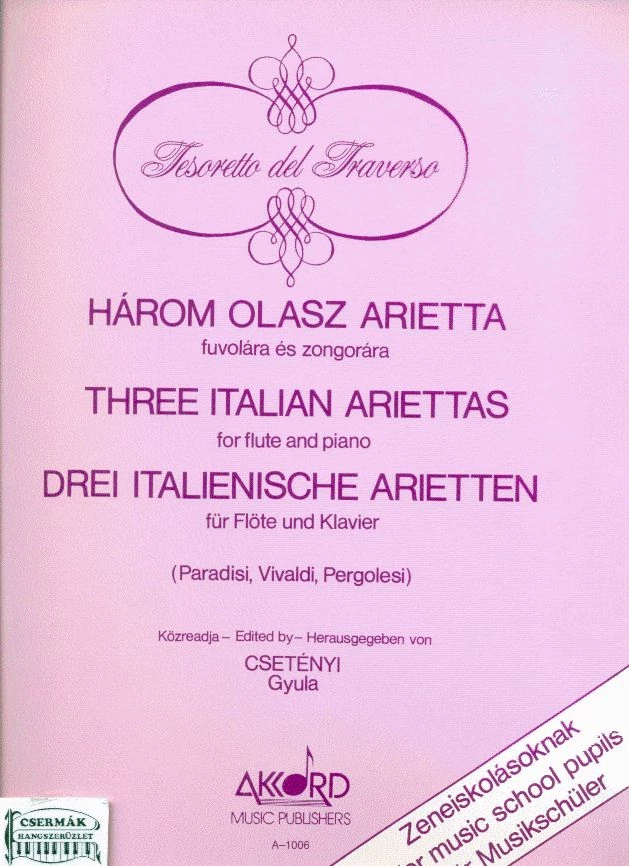 Tesoretto del Traverso
HÁROM OLASZ ARIETTA
fuvolára és zongorára
THREE ITALIAN ARIETTAS
for flute and piano
DREI ITALIENISCHE ARIETTEN
für Flöte und Klavier
(Paradisi, Vivaldi, Pergolesi)
Közreadja – Edited by – Herausgegeben von
CSETÉNYI
Gyula
AKKORD
MUSIC PUBLISHERS
A–1006
Zeneiskolásoknak
music school pupils
Musikschüler
CSERMÁK
HANGSZERÜZLET